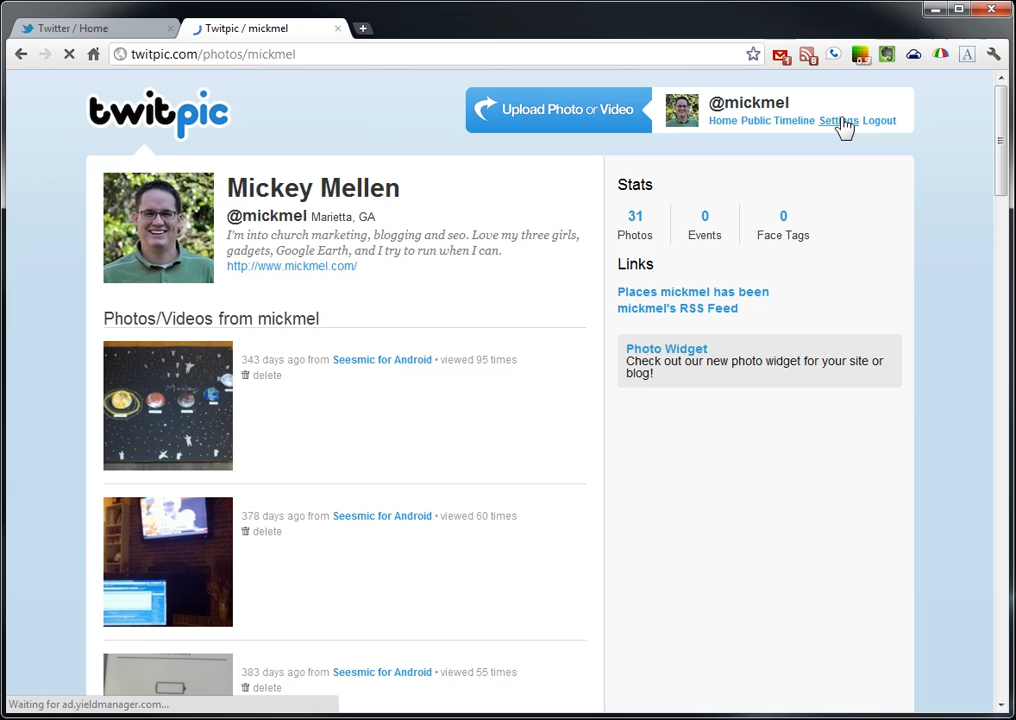 Twitter / Home
Twitpic / mickmel
twitpic.com/photos/mickmel
twitpic
Upload Photo or Video
@mickmel
Home Public Timeline Settings Logout
Mickey Mellen
@mickmel Marietta, GA
I'm into church marketing, blogging and seo. Love my three girls,
gadgets, Google Earth, and I try to run when I can.
http://www.mickmel.com/
Photos/Videos from mickmel
343 days ago from Seesmic for Android • viewed 95 times
delete
378 days ago from Seesmic for Android • viewed 60 times
delete
383 days ago from Seesmic for Android • viewed 55 times
delete
Stats
31 0 0
Photos Events Face Tags
Links
Places mickmel has been
mickmel's RSS Feed
Photo Widget
Check out our new photo widget for your site or
blog!
Waiting for ad.yieldmanager.com...